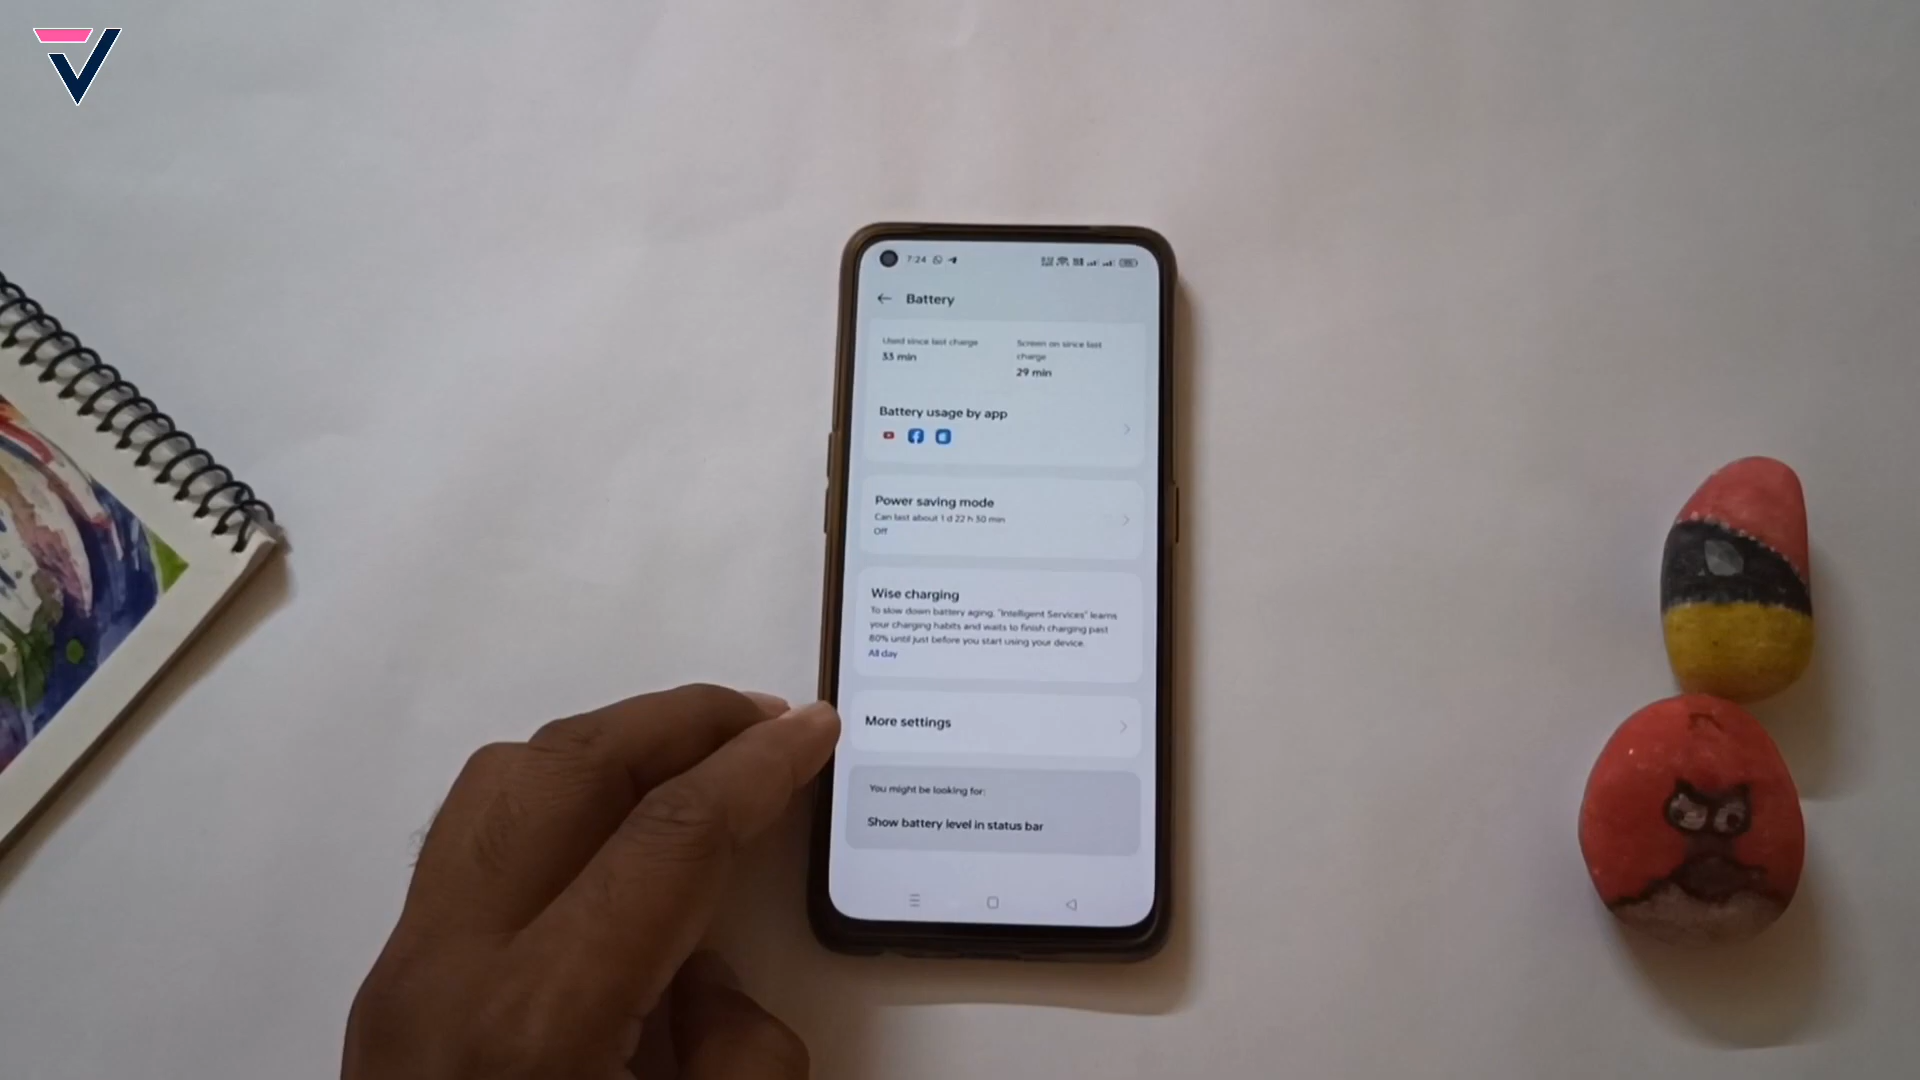 7:24
Battery
Used since last charge
33 min
Screen on since last
charge
29 min
Battery usage by app
Power saving mode
Can last about 1 d 22 h 30 min
Off
Wise charging
To slow down battery aging, "Intelligent Services" learns
your charging habits and waits to finish charging past
80% until just before you start using your device.
All day
More settings
You might be looking for:
Show battery level in status bar